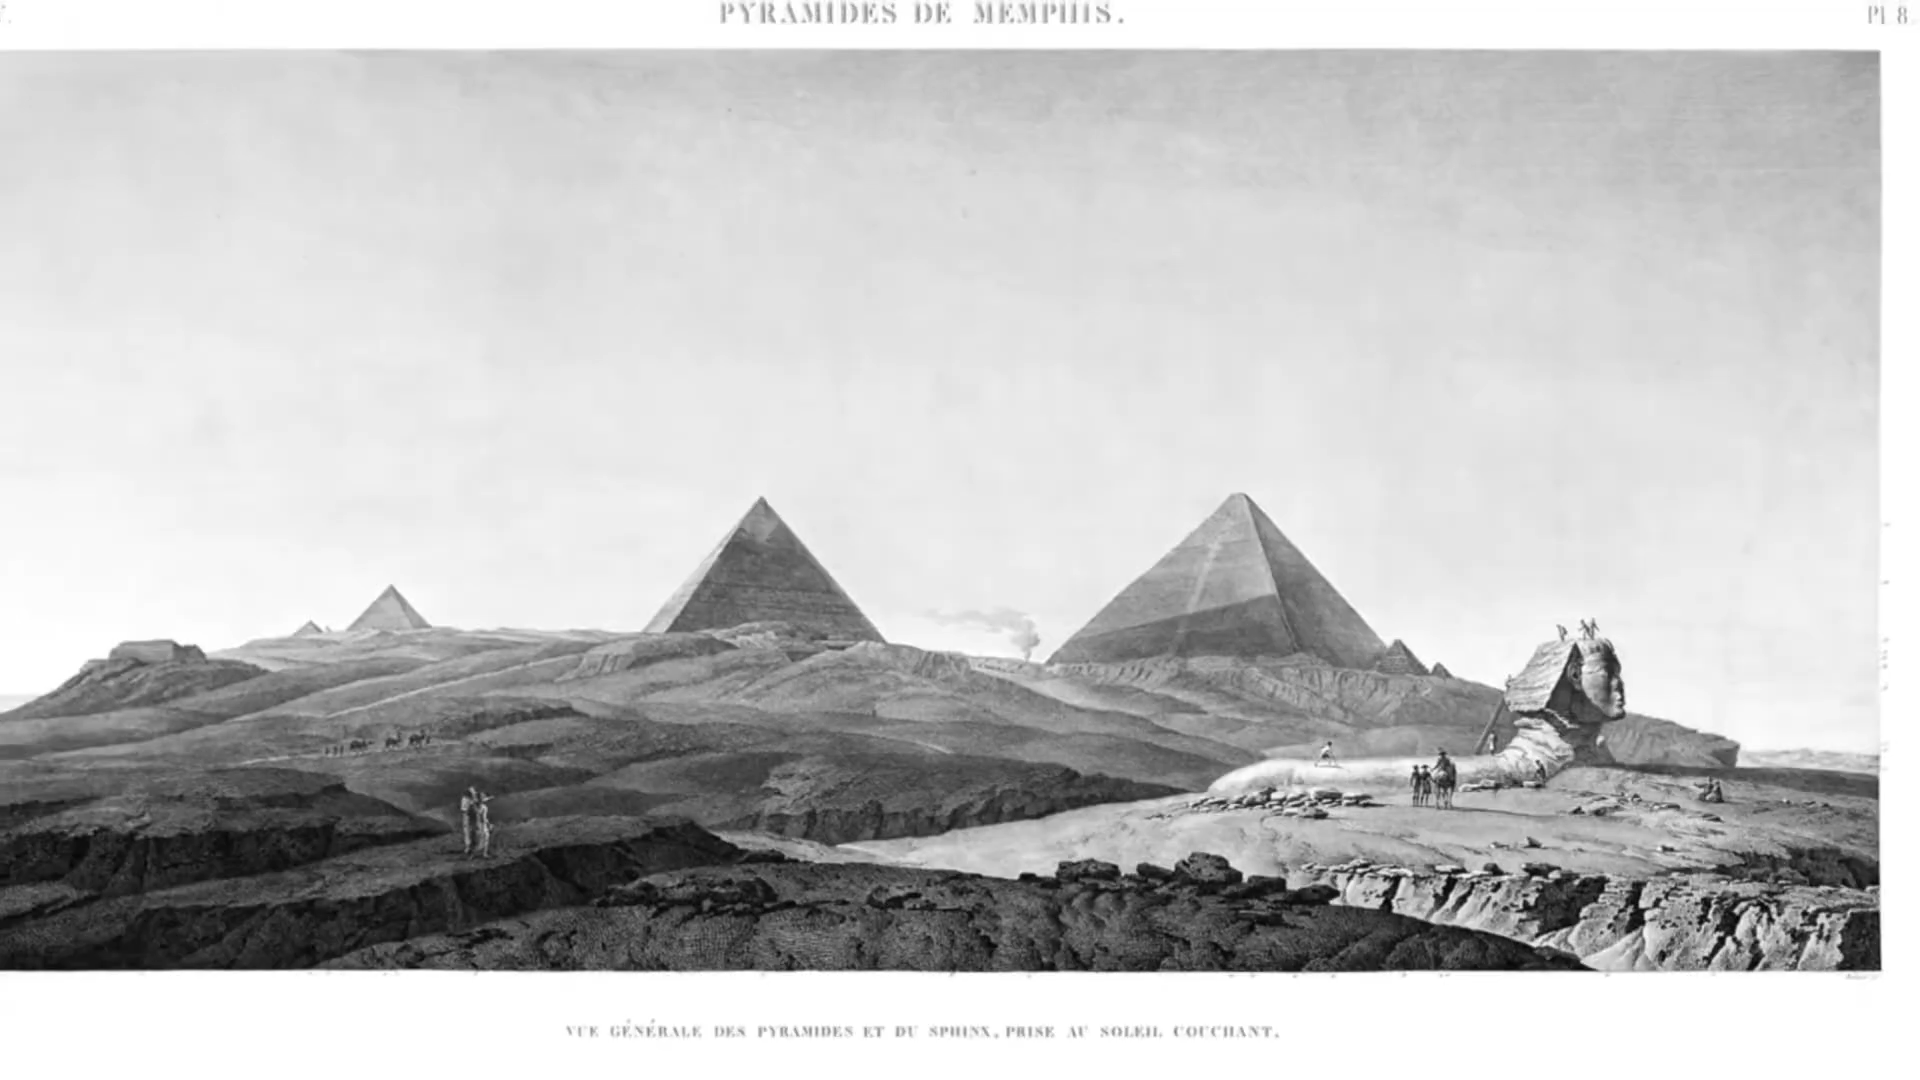 PYRAMIDES DE MEMPHIS.
Pl 8
VUE GÉNÉRALE DES PYRAMIDES ET DU SPHINX, PRISE AU SOLEIL COUCHANT.